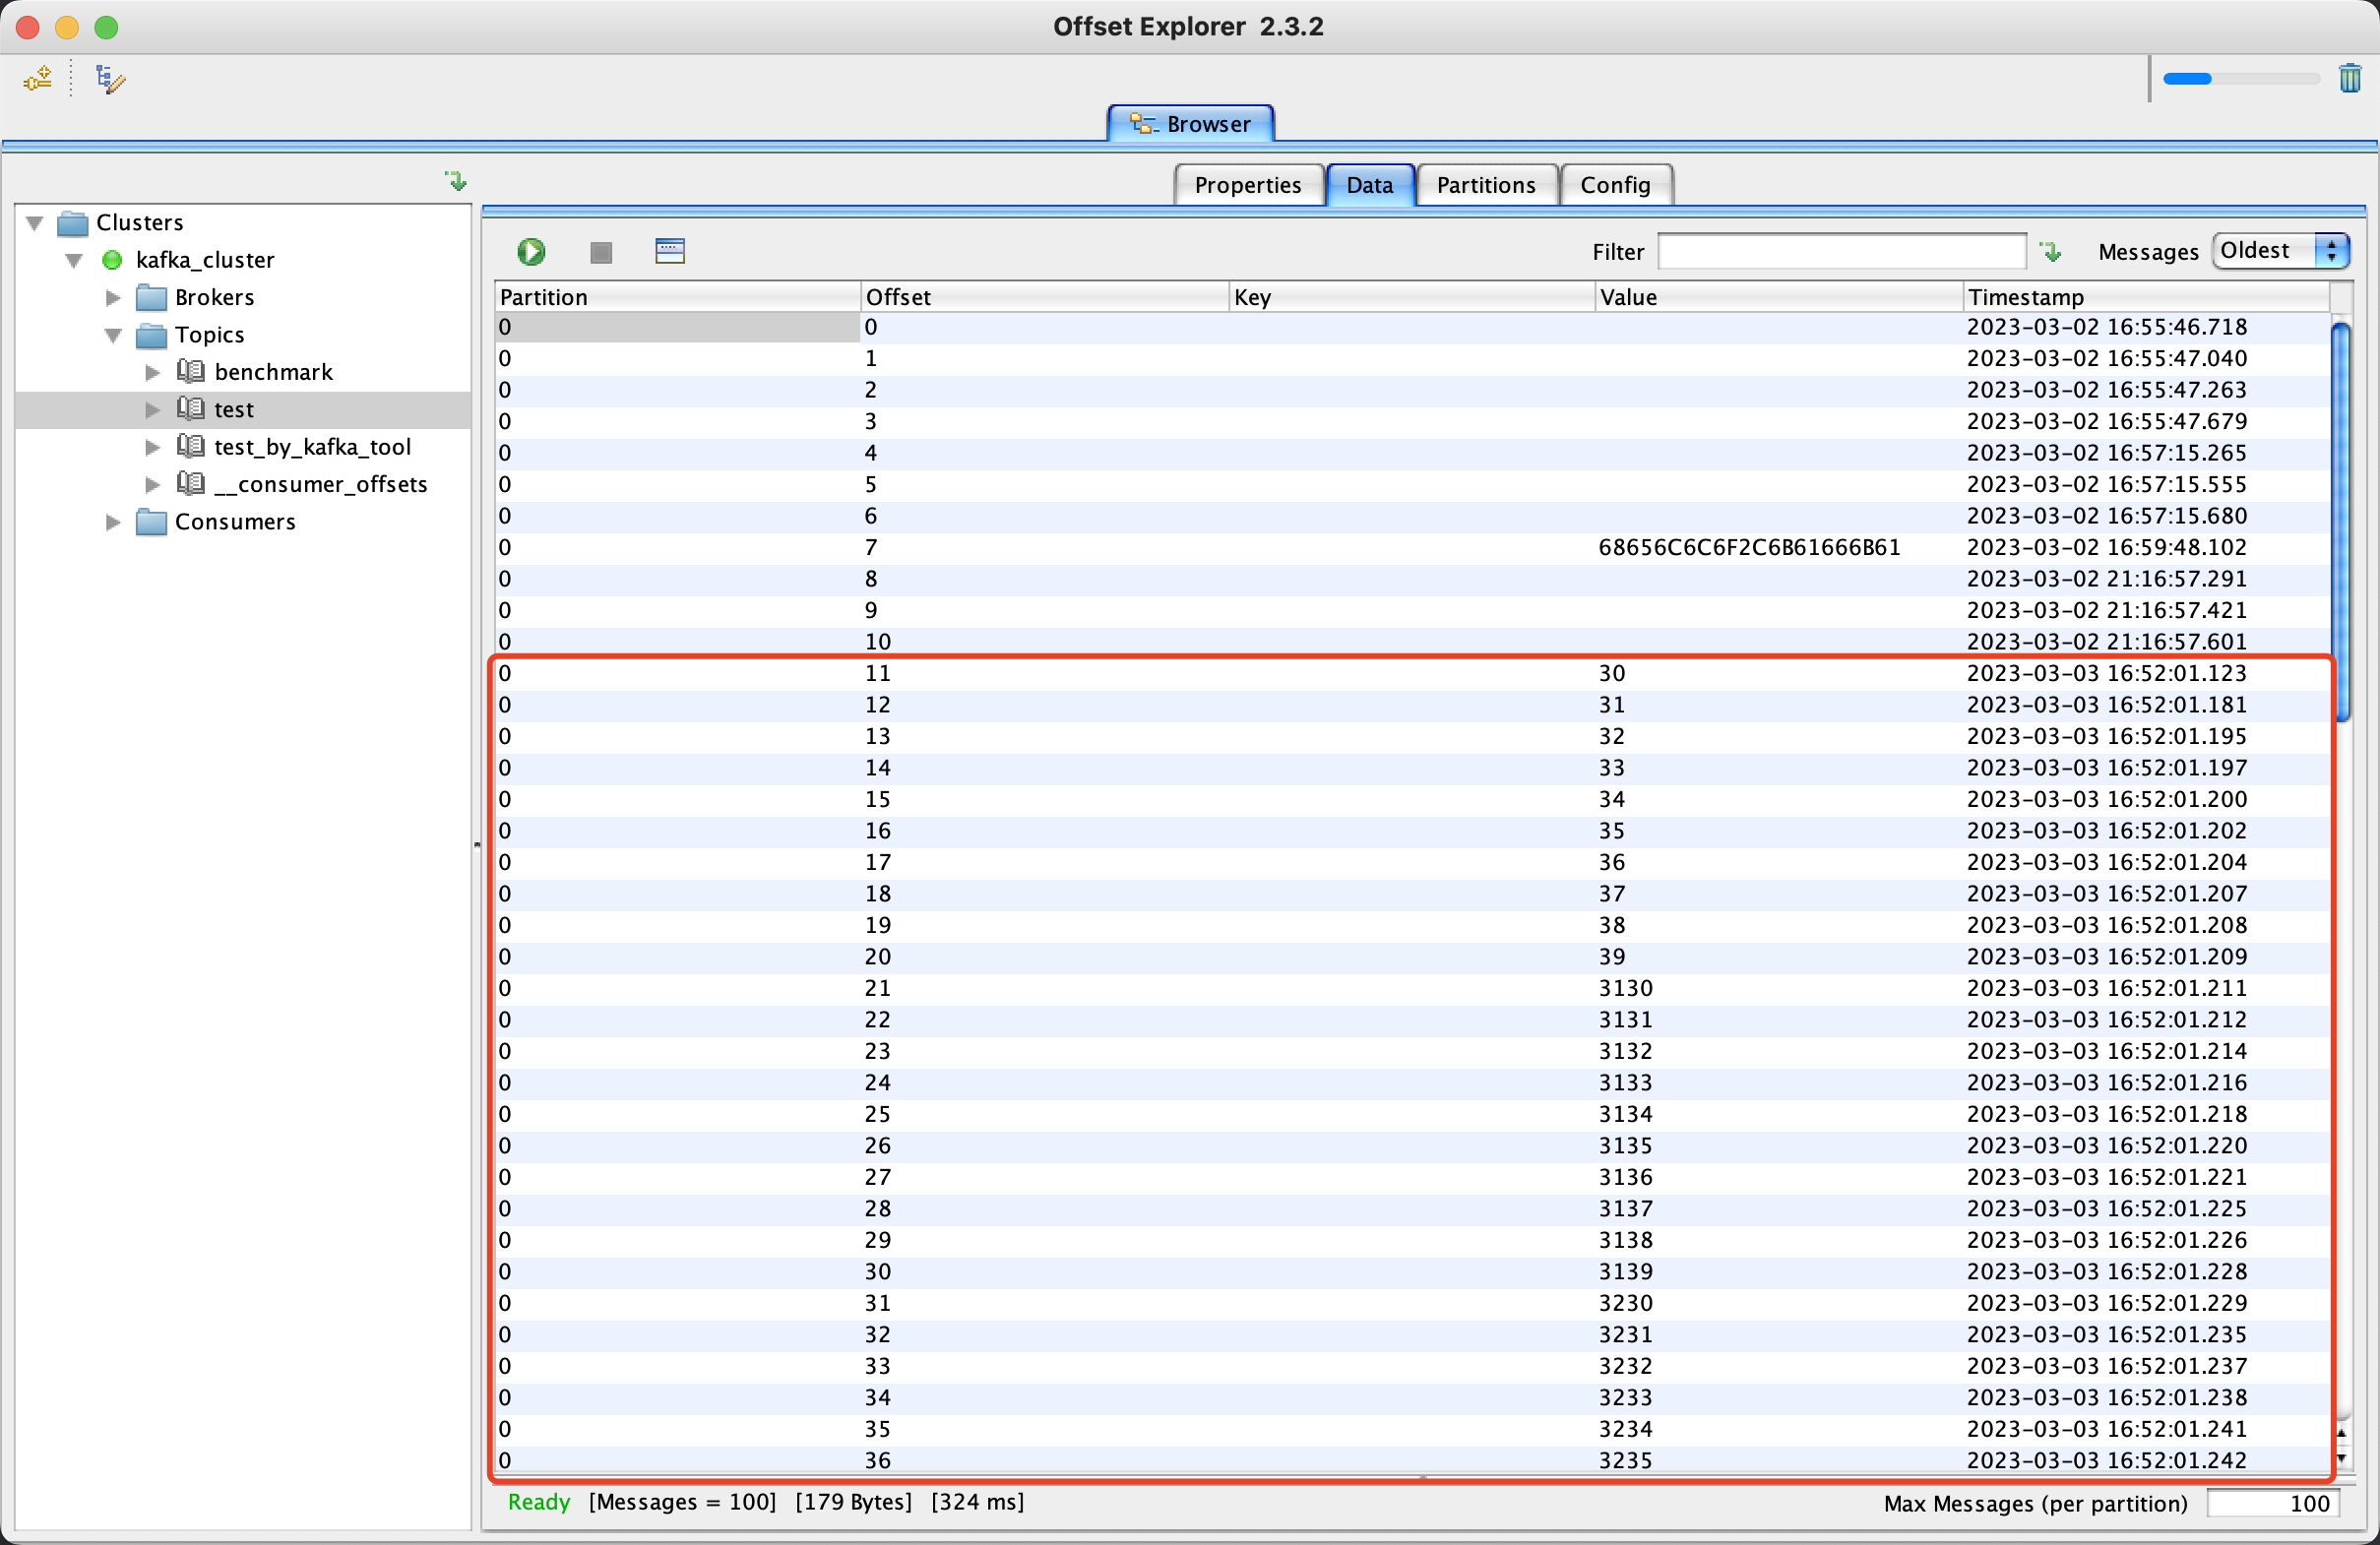 Offset Explorer 2.3.2
Browser
Properties Data Partitions Config
Clusters
kafka_cluster
Brokers
Topics
benchmark
test
test_by_kafka_tool
__consumer_offsets
Consumers
Filter Messages Oldest
Partition Offset Key Value Timestamp
0 0 2023-03-02 16:55:46.718
0 1 2023-03-02 16:55:47.040
0 2 2023-03-02 16:55:47.263
0 3 2023-03-02 16:55:47.679
0 4 2023-03-02 16:57:15.265
0 5 2023-03-02 16:57:15.555
0 6 2023-03-02 16:57:15.680
0 7 68656C6C6F2C6B61666B61 2023-03-02 16:59:48.102
0 8 2023-03-02 21:16:57.291
0 9 2023-03-02 21:16:57.421
0 10 2023-03-02 21:16:57.601
0 11 30 2023-03-03 16:52:01.123
0 12 31 2023-03-03 16:52:01.181
0 13 32 2023-03-03 16:52:01.195
0 14 33 2023-03-03 16:52:01.197
0 15 34 2023-03-03 16:52:01.200
0 16 35 2023-03-03 16:52:01.202
0 17 36 2023-03-03 16:52:01.204
0 18 37 2023-03-03 16:52:01.207
0 19 38 2023-03-03 16:52:01.208
0 20 39 2023-03-03 16:52:01.209
0 21 3130 2023-03-03 16:52:01.211
0 22 3131 2023-03-03 16:52:01.212
0 23 3132 2023-03-03 16:52:01.214
0 24 3133 2023-03-03 16:52:01.216
0 25 3134 2023-03-03 16:52:01.218
0 26 3135 2023-03-03 16:52:01.220
0 27 3136 2023-03-03 16:52:01.221
0 28 3137 2023-03-03 16:52:01.225
0 29 3138 2023-03-03 16:52:01.226
0 30 3139 2023-03-03 16:52:01.228
0 31 3230 2023-03-03 16:52:01.229
0 32 3231 2023-03-03 16:52:01.235
0 33 3232 2023-03-03 16:52:01.237
0 34 3233 2023-03-03 16:52:01.238
0 35 3234 2023-03-03 16:52:01.241
0 36 3235 2023-03-03 16:52:01.242
Ready [Messages = 100] [179 Bytes] [324 ms] Max Messages (per partition) 100